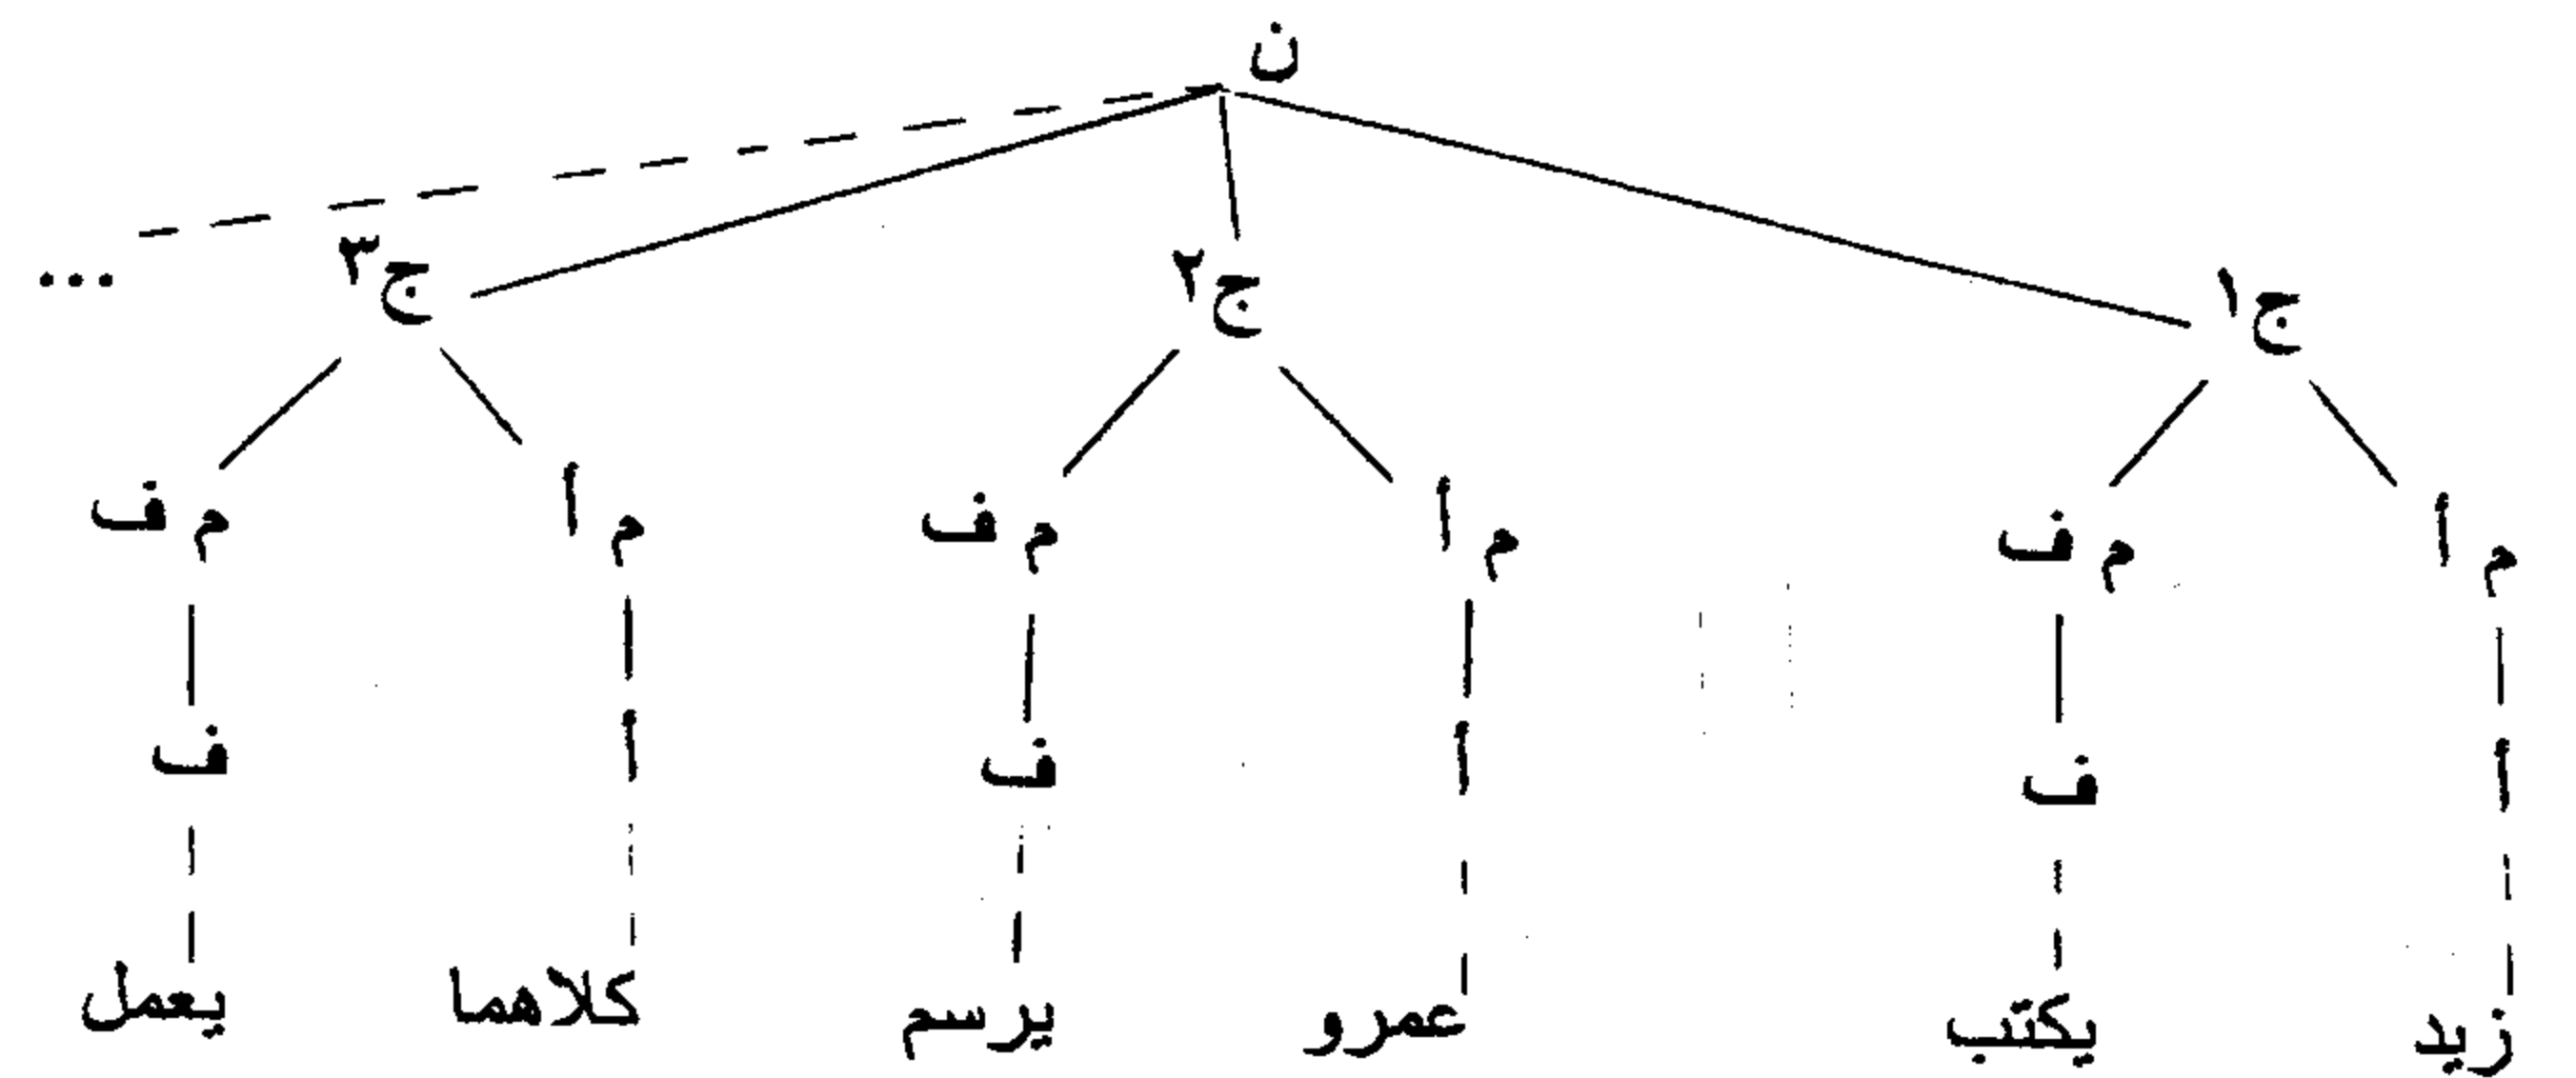 ن
ج١ ج٢ ج٣ ...
م أ م ف م أ م ف م أ م ف
أ ف أ ف أ ف
زيد يكتب عمرو يرسم كلاهما يعمل